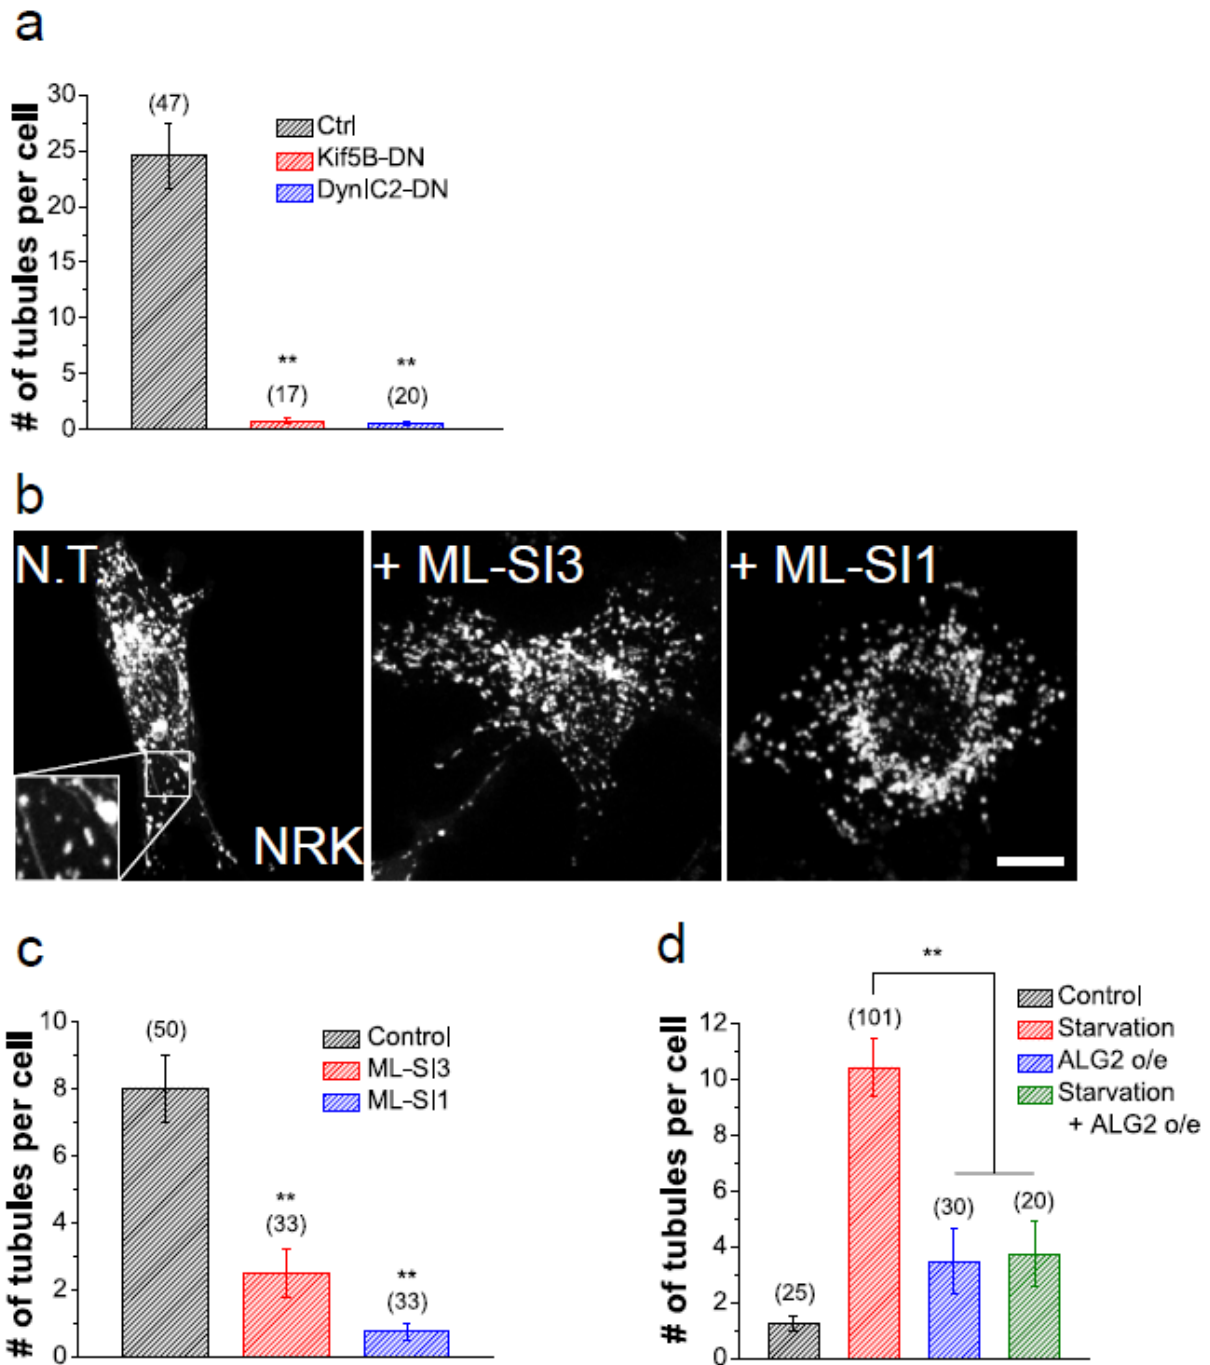 a
# of tubules per cell
30
25
20
15
10
5
0
(47)
**
(17)
**
(20)
Ctrl
Kif5B-DN
DynIC2-DN
b
N.T
NRK
+ ML-SI3
+ ML-SI1
c
# of tubules per cell
10
8
6
4
2
0
(50)
**
(33)
**
(33)
Control
ML-SI3
ML-SI1
d
# of tubules per cell
12
10
8
6
4
2
0
**
(25)
(101)
(30)
(20)
Control
Starvation
ALG2 o/e
Starvation
+ ALG2 o/e